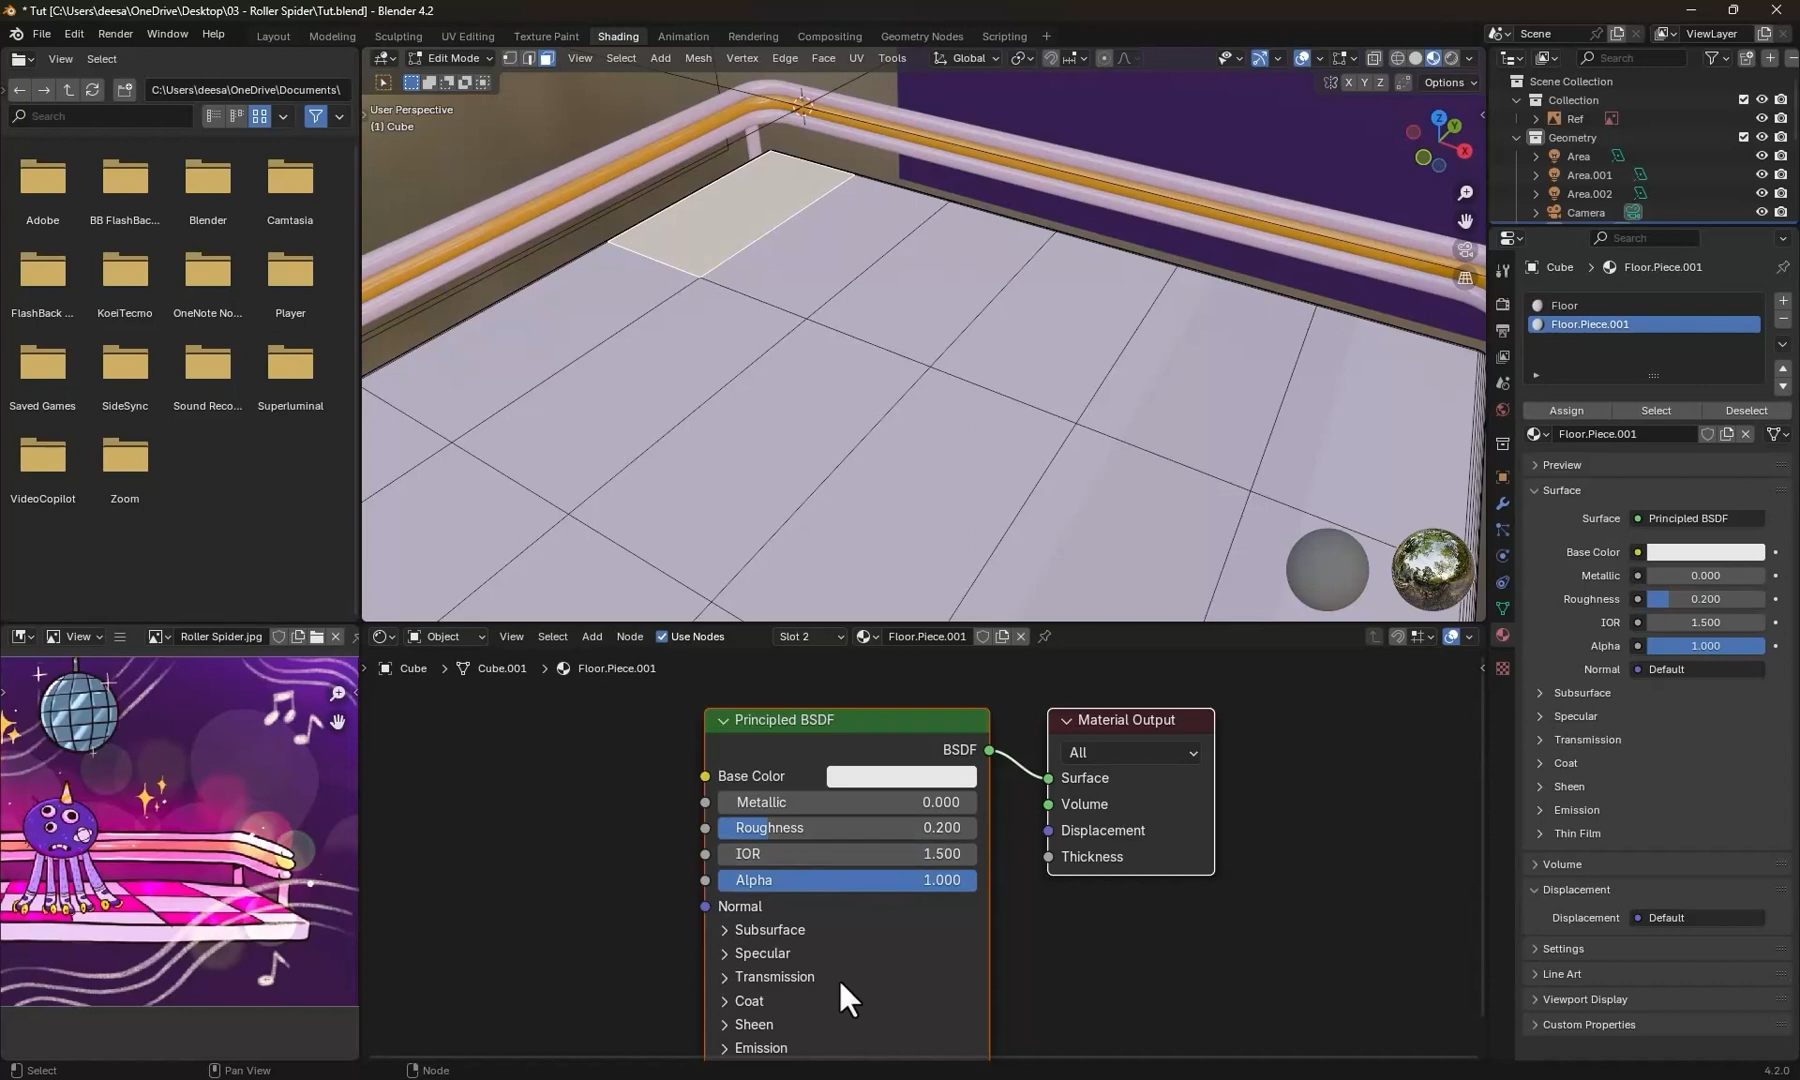 * Tut [C:\Users\deesa\OneDrive\Desktop\03 - Roller Spider\Tut.blend] - Blender 4.2
File Edit Render Window Help
Layout Modeling Sculpting UV Editing Texture Paint Shading Animation Rendering Compositing Geometry Nodes Scripting
Scene ViewLayer
View Select
Edit Mode View Select Add Mesh Vertex Edge Face UV Tools Global
Search
C:\Users\deesa\OneDrive\Documents\
X Y Z Options
Search
User Perspective
(1) Cube
Z Y X
Scene Collection
Collection
Ref
Geometry
Area
Area.001
Area.002
Camera
Adobe BB FlashBac... Blender Camtasia
FlashBack ... KoeiTecmo OneNote No... Player
Saved Games SideSync Sound Reco... Superluminal
VideoCopilot Zoom
Search
Cube Floor.Piece.001
Floor
Floor.Piece.001
Assign Select Deselect
Floor.Piece.001
Preview
Surface
Surface Principled BSDF
Base Color
Metallic 0.000
Roughness 0.200
IOR 1.500
Alpha 1.000
Normal Default
Subsurface
Specular
Transmission
Coat
Sheen
Emission
Thin Film
Volume
Displacement
Displacement Default
Settings
Line Art
Viewport Display
Custom Properties
View Roller Spider.jpg
Object View Select Add Node Use Nodes Slot 2 Floor.Piece.001
Cube Cube.001 Floor.Piece.001
Principled BSDF
BSDF
Base Color
Metallic 0.000
Roughness 0.200
IOR 1.500
Alpha 1.000
Normal
Subsurface
Specular
Transmission
Coat
Sheen
Emission
Material Output
All
Surface
Volume
Displacement
Thickness
Select Pan View Node 4.2.0